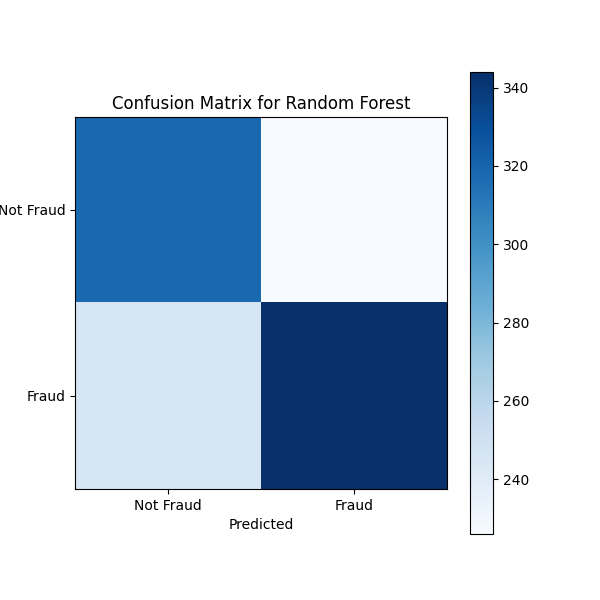 Confusion Matrix for Random Forest
Not Fraud
Fraud
Not Fraud Fraud
Predicted
340
320
300
280
260
240